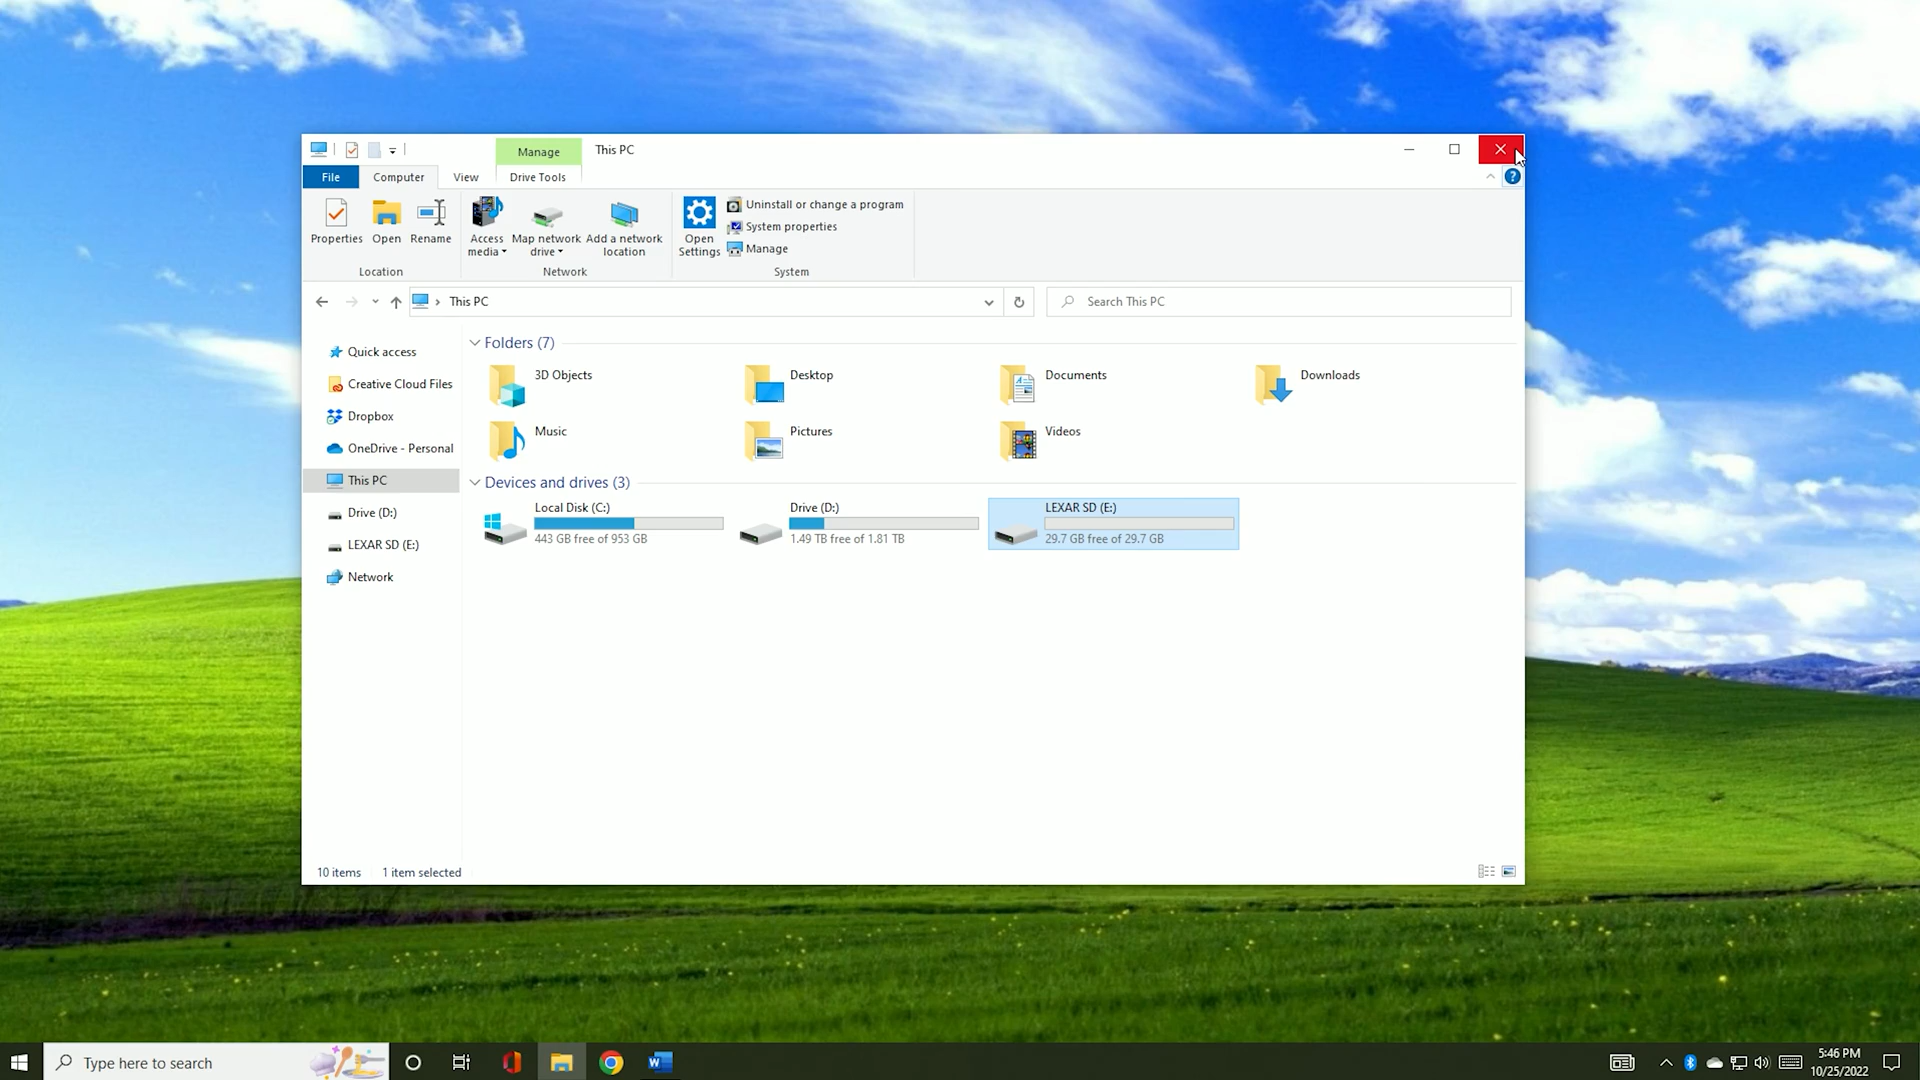 Manage
This PC
File
Computer
View
Drive Tools
Properties
Open
Rename
Access media
Map network drive
Add a network location
Open Settings
Uninstall or change a program
System properties
Manage
Location
Network
System
This PC
Search This PC
Quick access
Creative Cloud Files
Dropbox
OneDrive - Personal
This PC
Drive (D:)
LEXAR SD (E:)
Network
Folders (7)
3D Objects
Desktop
Documents
Downloads
Music
Pictures
Videos
Devices and drives (3)
Local Disk (C:)
443 GB free of 953 GB
Drive (D:)
1.49 TB free of 1.81 TB
LEXAR SD (E:)
29.7 GB free of 29.7 GB
10 items
1 item selected
Type here to search
W
5:46 PM
10/25/2022